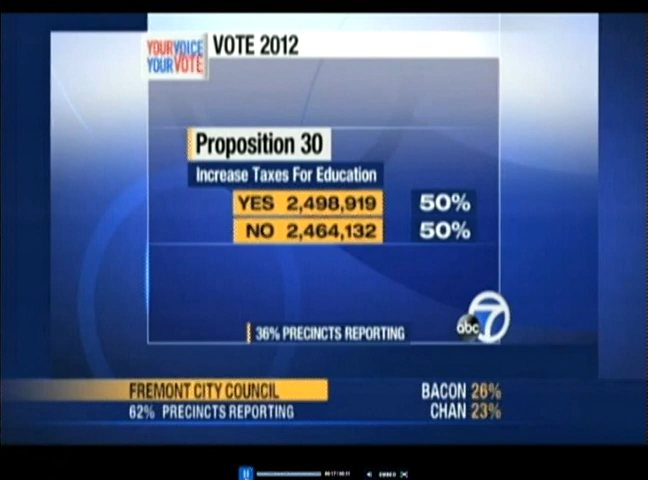 YOUR VOICE
YOUR VOTE
VOTE 2012
Proposition 30
Increase Taxes For Education
YES 2,498,919 50%
NO 2,464,132 50%
36% PRECINCTS REPORTING
abc 7
FREMONT CITY COUNCIL
62% PRECINCTS REPORTING
BACON 26%
CHAN 23%